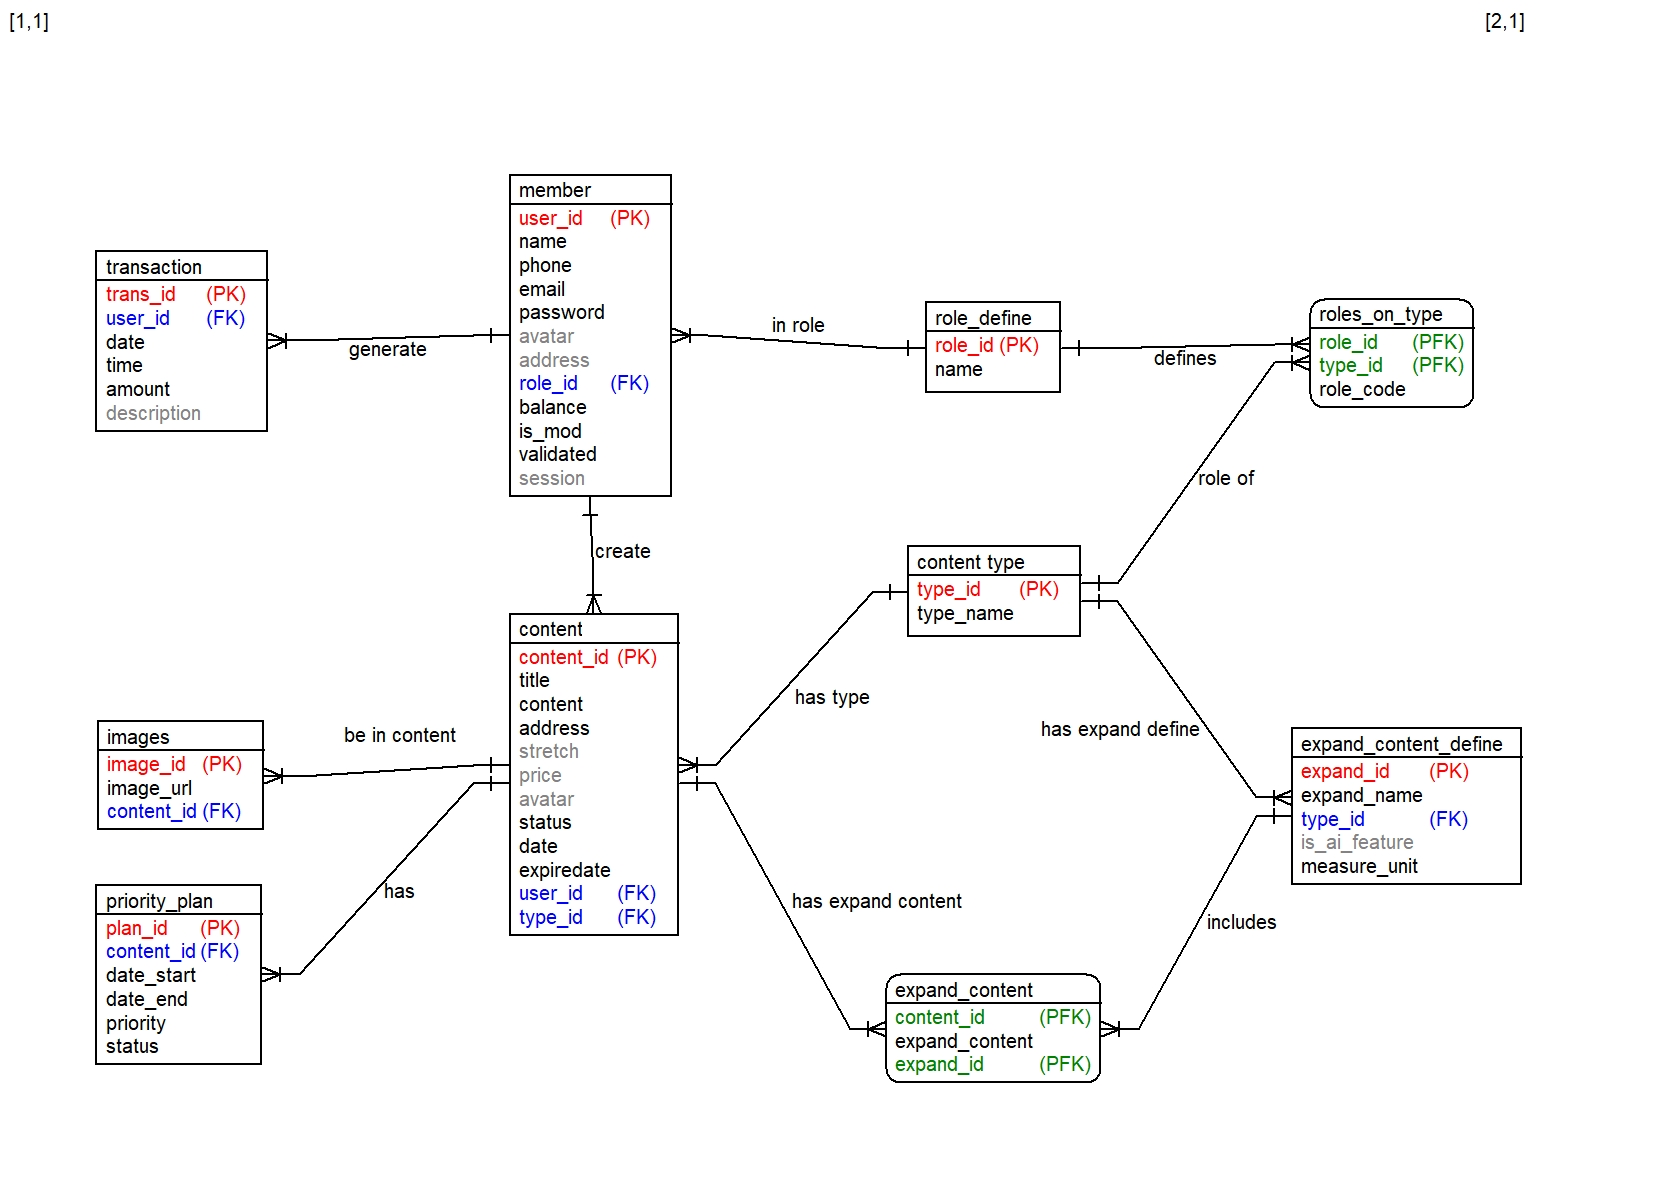 [1,1]
[2,1]
member
user_id (PK)
name
phone
email
password
avatar
address
role_id (FK)
balance
is_mod
validated
session
transaction
trans_id (PK)
user_id (FK)
date
time
amount
description
generate
in role
role_define
role_id (PK)
name
defines
roles_on_type
role_id (PFK)
type_id (PFK)
role_code
role of
create
content type
type_id (PK)
type_name
content
content_id (PK)
title
content
address
stretch
price
avatar
status
date
expiredate
user_id (FK)
type_id (FK)
has type
has expand define
be in content
images
image_id (PK)
image_url
content_id (FK)
expand_content_define
expand_id (PK)
expand_name
type_id (FK)
is_ai_feature
measure_unit
has
priority_plan
plan_id (PK)
content_id (FK)
date_start
date_end
priority
status
has expand content
includes
expand_content
content_id (PFK)
expand_content
expand_id (PFK)